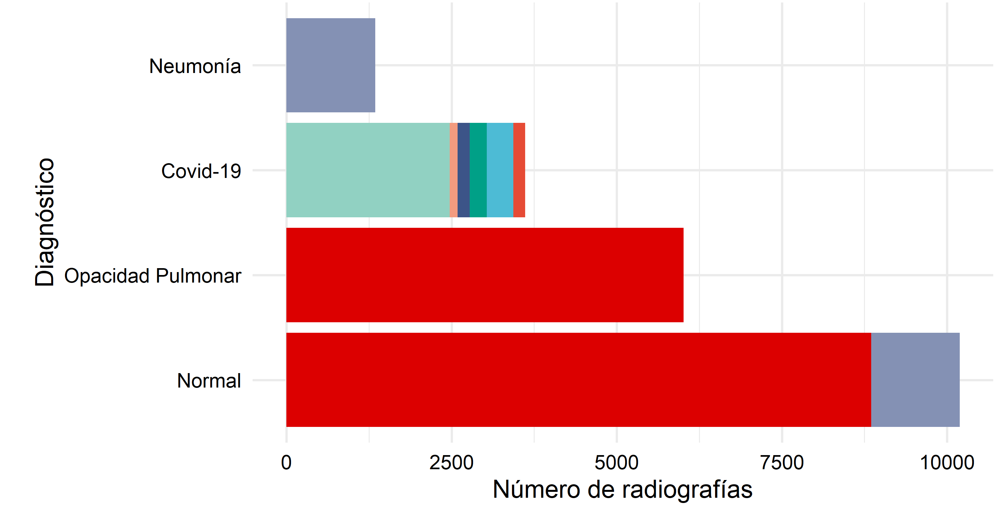 Neumonía
Covid-19
Opacidad Pulmonar
Normal
Diagnóstico
0 2500 5000 7500 10000
Número de radiografías